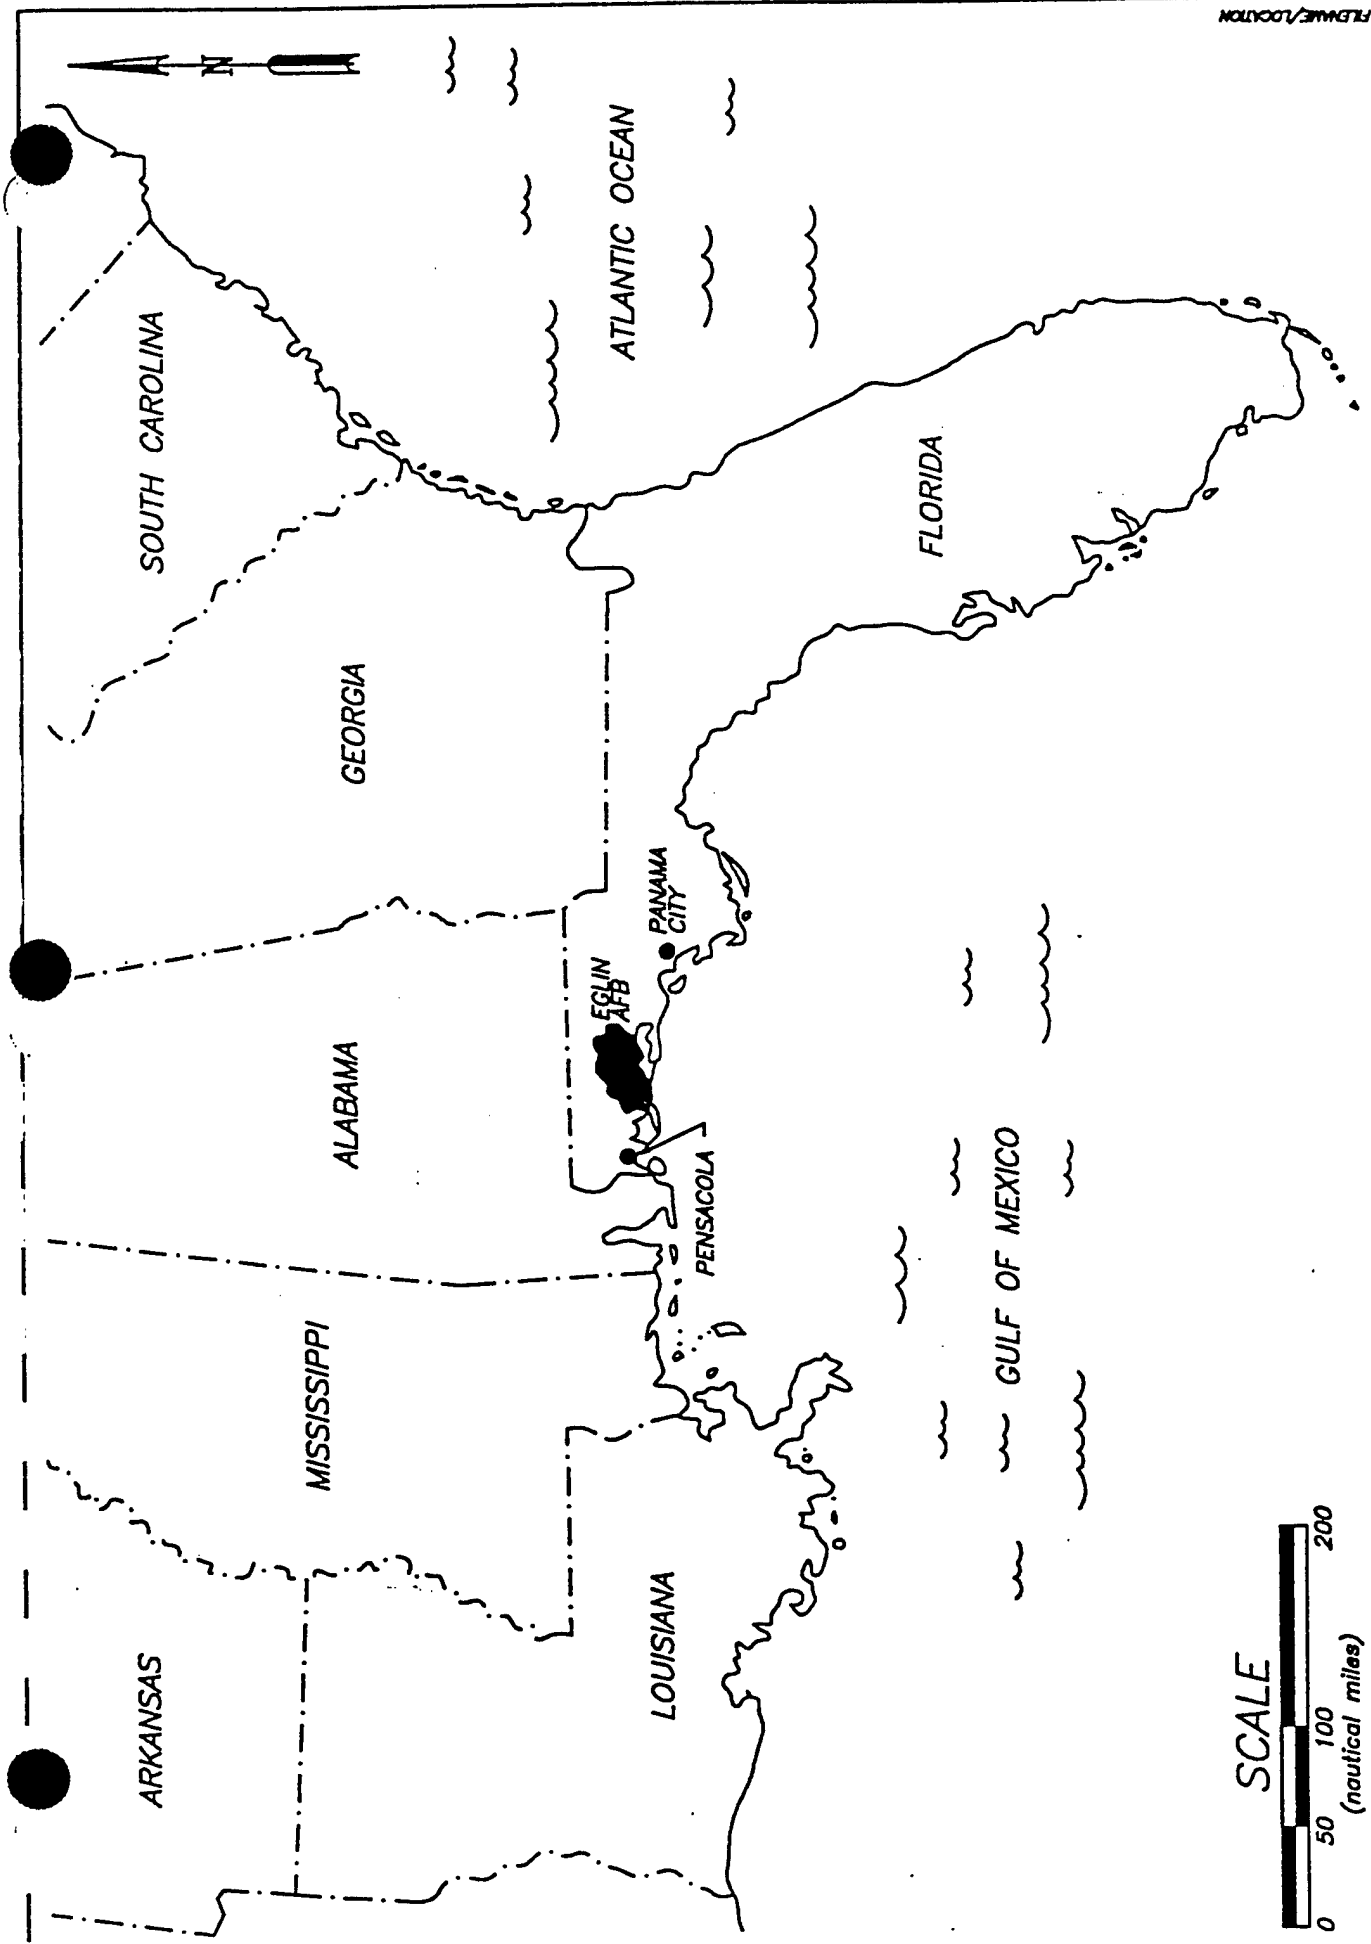 FILENAME/LOCATION
N
SOUTH CAROLINA
ATLANTIC OCEAN
GEORGIA
FLORIDA
ALABAMA
EGLIN
AFB
PANAMA
CITY
PENSACOLA
MISSISSIPPI
GULF OF MEXICO
ARKANSAS
LOUISIANA
SCALE
0 50 100 200
(nautical miles)